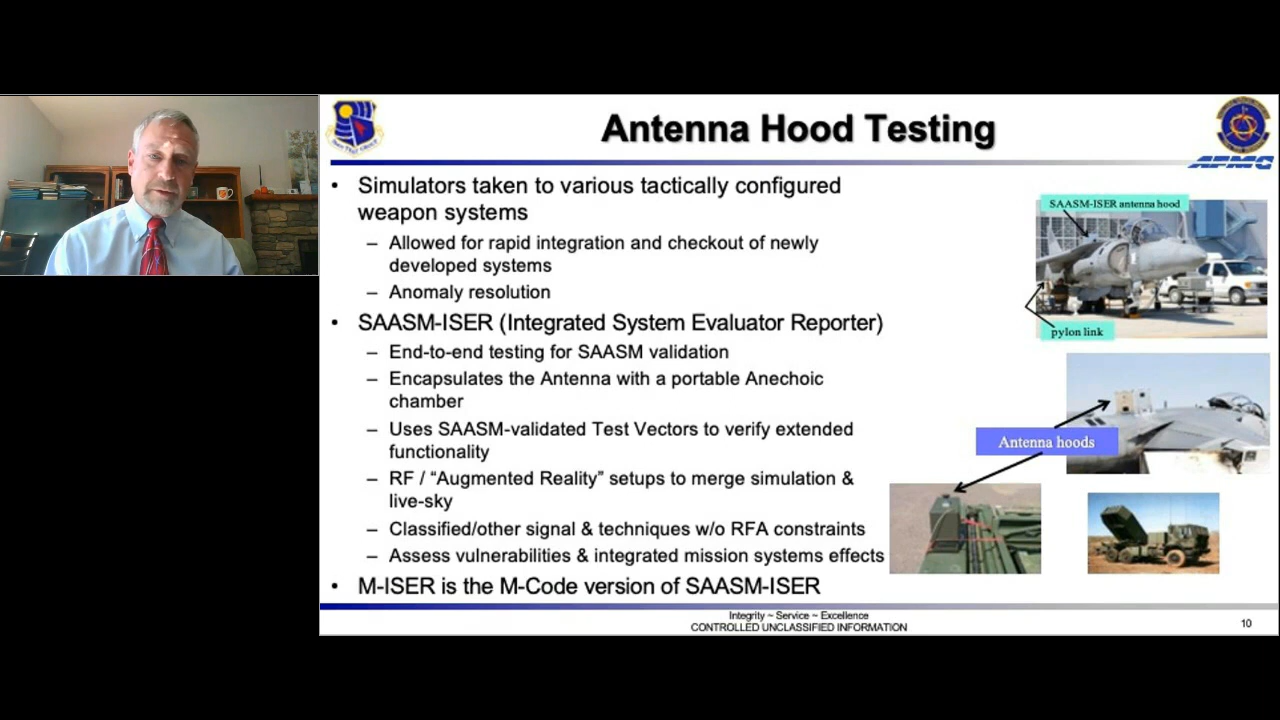 Antenna Hood Testing
AFMC
• Simulators taken to various tactically configured
weapon systems
– Allowed for rapid integration and checkout of newly
developed systems
– Anomaly resolution
• SAASM-ISER (Integrated System Evaluator Reporter)
– End-to-end testing for SAASM validation
– Encapsulates the Antenna with a portable Anechoic
chamber
– Uses SAASM-validated Test Vectors to verify extended
functionality
– RF / “Augmented Reality” setups to merge simulation &
live-sky
– Classified/other signal & techniques w/o RFA constraints
– Assess vulnerabilities & integrated mission systems effects
• M-ISER is the M-Code version of SAASM-ISER
SAASM-ISER antenna hood
pylon link
Antenna hoods
Integrity ~ Service ~ Excellence
CONTROLLED UNCLASSIFIED INFORMATION
10